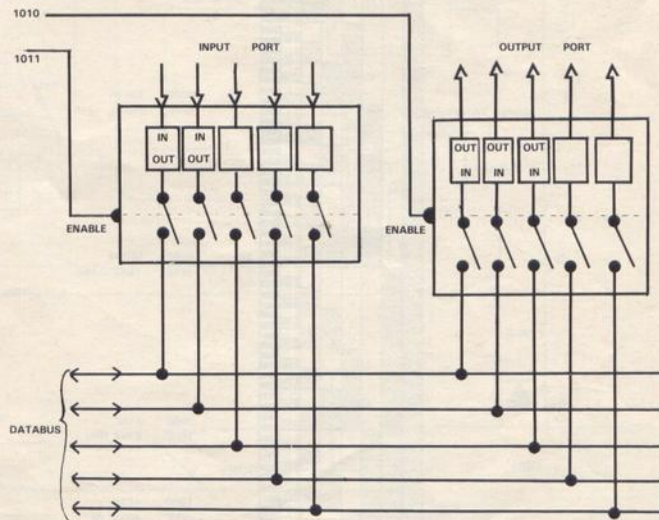 1010
1011
INPUT PORT
OUTPUT PORT
IN
OUT
IN
OUT
OUT
IN
OUT
IN
OUT
IN
ENABLE
ENABLE
DATABUS